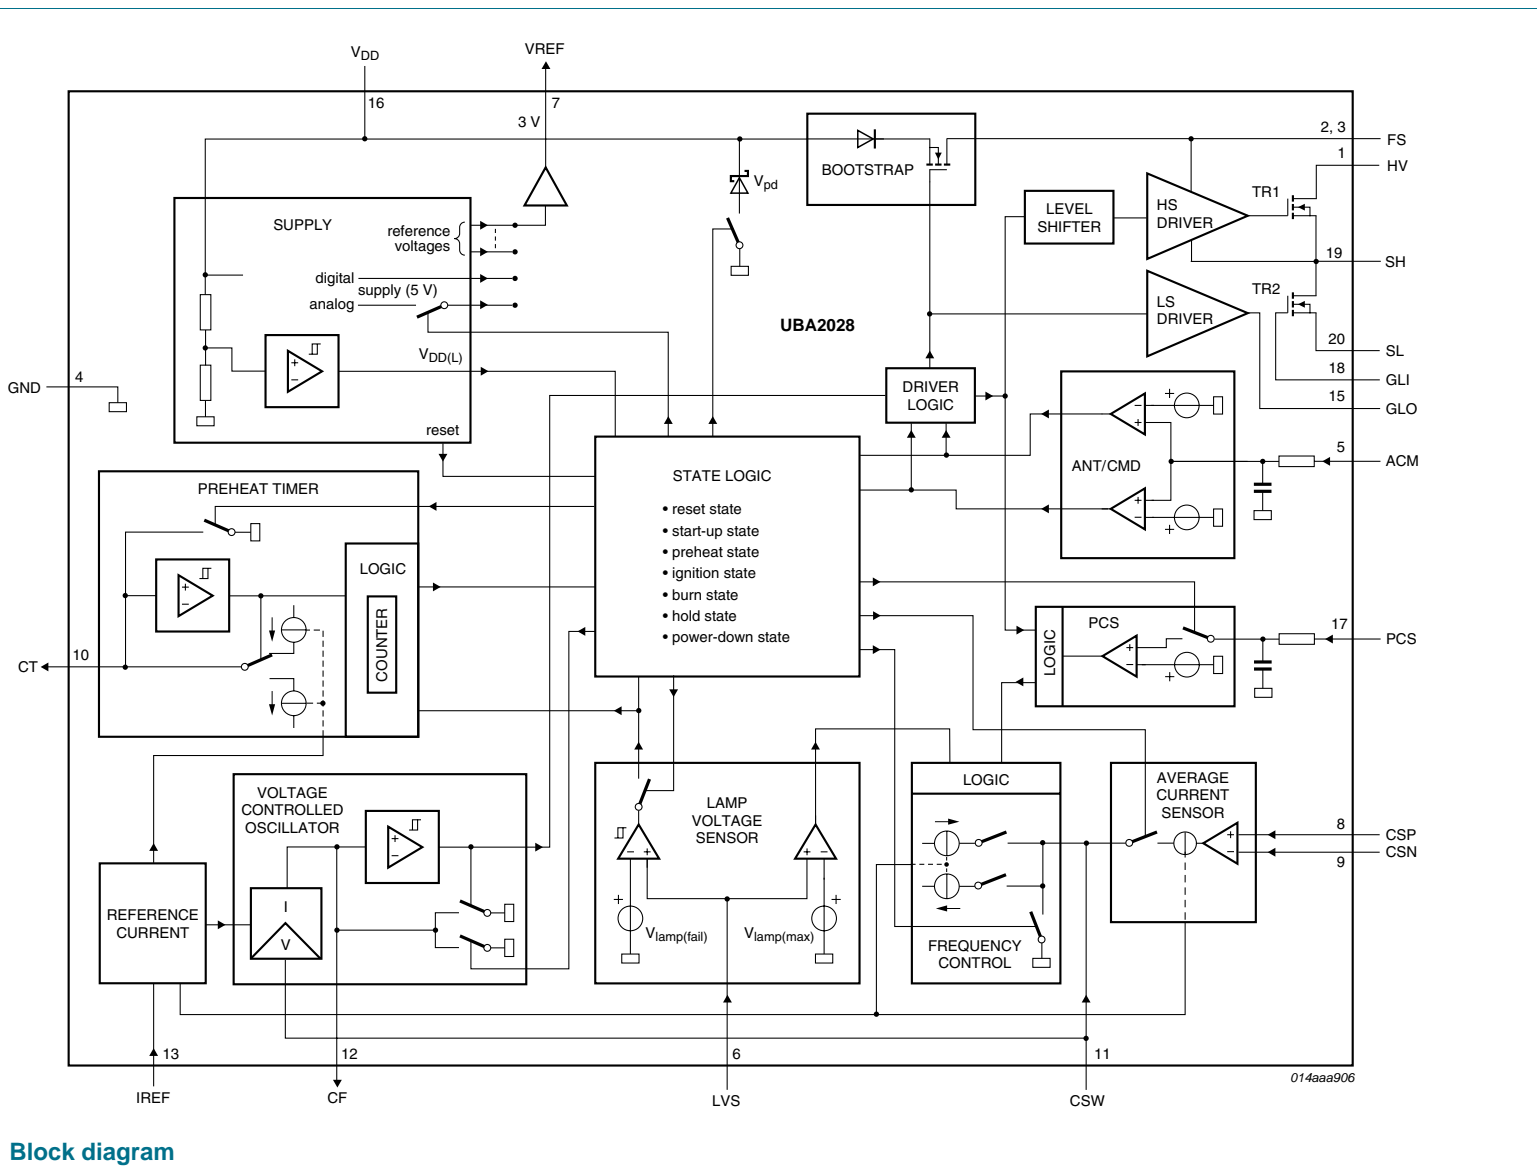 VDD
VREF
16
7
3 V
2, 3
FS
1
HV
BOOTSTRAP
Vpd
SUPPLY
reference
voltages
digital
supply (5 V)
analog
VDD(L)
reset
LEVEL
SHIFTER
HS
DRIVER
TR1
19
SH
LS
DRIVER
TR2
20
SL
18
GLI
15
GLO
UBA2028
GND
4
DRIVER
LOGIC
ANT/CMD
5
ACM
PREHEAT TIMER
LOGIC
COUNTER
10
CT
STATE LOGIC
• reset state
• start-up state
• preheat state
• ignition state
• burn state
• hold state
• power-down state
LOGIC
PCS
17
PCS
VOLTAGE
CONTROLLED
OSCILLATOR
I
V
REFERENCE
CURRENT
LAMP
VOLTAGE
SENSOR
Vlamp(fail)
Vlamp(max)
LOGIC
FREQUENCY
CONTROL
AVERAGE
CURRENT
SENSOR
8
CSP
CSN
9
13
12
6
11
IREF
CF
LVS
CSW
014aaa906
Block diagram